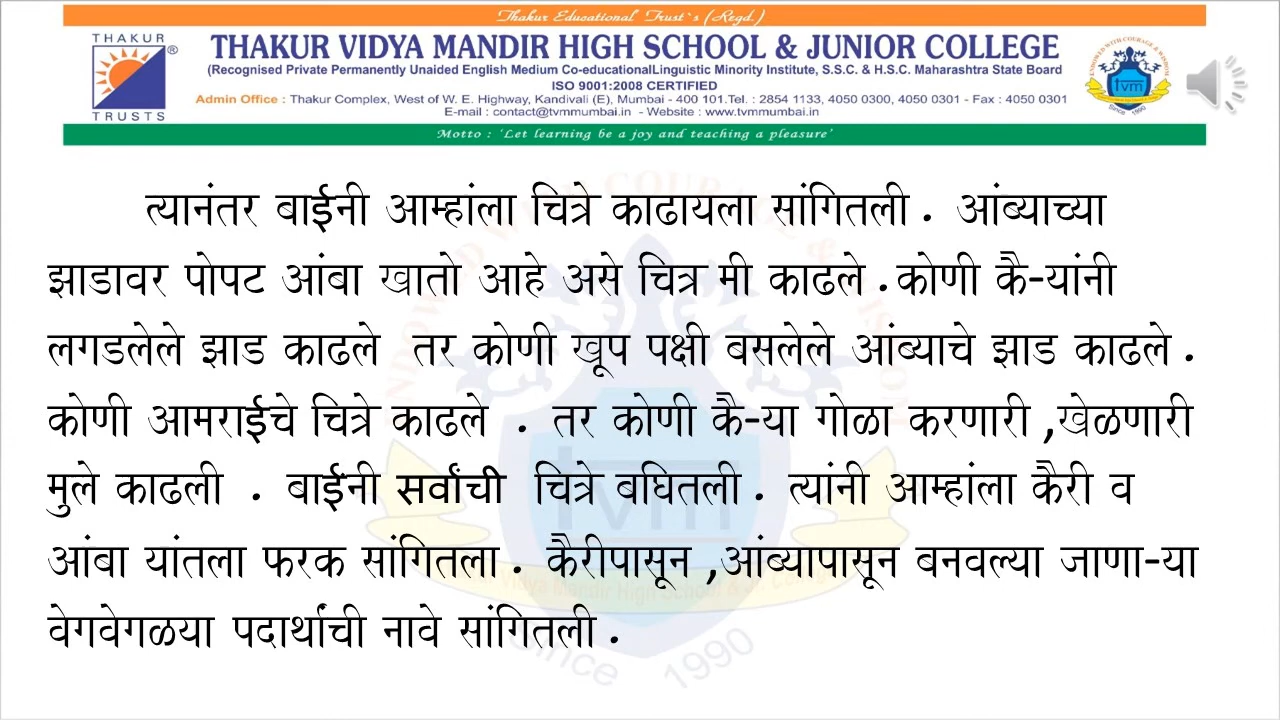 Thakur Educational Trust`s (Regd.)
THAKUR
TRUSTS
THAKUR VIDYA MANDIR HIGH SCHOOL & JUNIOR COLLEGE
(Recognised Private Permanently Unaided English Medium Co-educationalLinguistic Minority Institute, S.S.C. & H.S.C. Maharashtra State Board
ISO 9001:2008 CERTIFIED
Admin Office : Thakur Complex, West of W. E. Highway, Kandivali (E), Mumbai - 400 101.Tel. : 2854 1133, 4050 0300, 4050 0301 - Fax : 4050 0301
E-mail : contact@tvmmumbai.in - Website : www.tvmmumbai.in
tvm
Since 1990
Motto : 'Let learning be a joy and teaching a pleasure'
त्यानंतर बाईनी आम्हांला चित्रे काढायला सांगितली . आंब्याच्या
झाडावर पोपट आंबा खातो आहे असे चित्र मी काढले .कोणी कै-यांनी
लगडलेले झाड काढले तर कोणी खूप पक्षी बसलेले आंब्याचे झाड काढले .
कोणी आमराईचे चित्रे काढले . तर कोणी कै-या गोळा करणारी ,खेळणारी
मुले काढली . बाईनी सर्वांची चित्रे बघितली . त्यांनी आम्हांला कैरी व
आंबा यांतला फरक सांगितला . कैरीपासून ,आंब्यापासून बनवल्या जाणा-या
वेगवेगळया पदार्थांची नावे सांगितली .
Since 1990